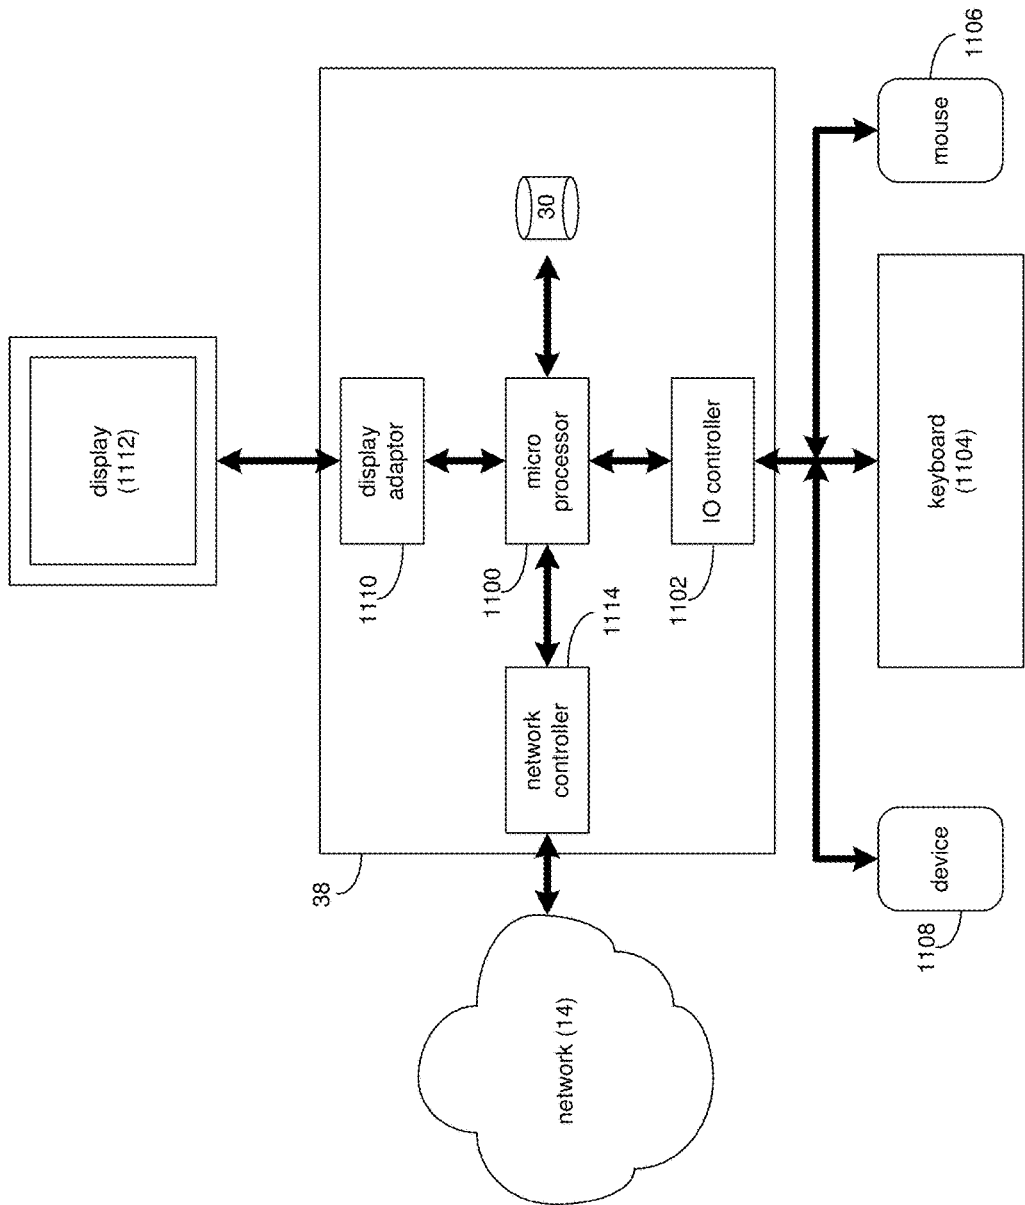 display
(1112)
display
adaptor
1110
micro
processor
1100
30
IO controller
1102
network
controller
1114
38
network (14)
keyboard
(1104)
mouse
1106
device
1108